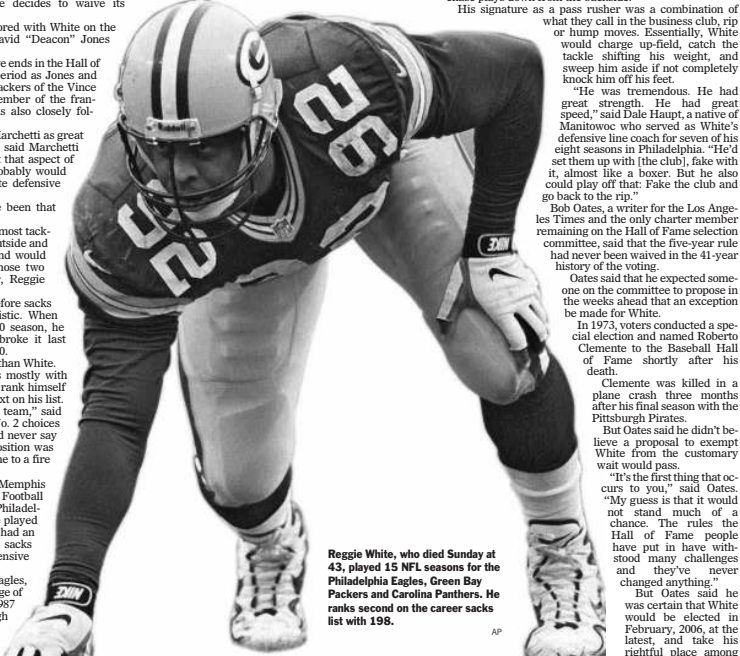 e decides to waive its
ored with White on the
avid “Deacon” Jones
e ends in the Hall of
eriod as Jones and
ackers of the Vince
ember of the fran-
s also closely fol-
Marchetti as great
said Marchetti
t that aspect of
obably would
te defensive
e been that
most tack-
utside and
nd would
hose two
, Reggie
efore sacks
istic. When
0 season, he
broke it last
0.
than White.
s mostly with
rank himself
xt on his list.
team,” said
No. 2 choices
d never say
osition was
ne to a fire
Memphis
Football
Philadel-
played
had an
sacks
ensive
agles,
ge of
987
gh
His signature as a pass rusher was a combination of
what they call in the business club, rip
or hump moves. Essentially, White
would charge up-field, catch the
tackle shifting his weight, and
sweep him aside if not completely
knock him off his feet.
“He was tremendous. He had
great strength. He had great
speed,” said Dale Haupt, a native of
Manitowoc who served as White’s
defensive line coach for seven of his
eight seasons in Philadelphia. “He’d
set them up with [the club], fake with
it, almost like a boxer. But he also
could play off that: Fake the club and
go back to the rip.”
Bob Oates, a writer for the Los Ange-
les Times and the only charter member
remaining on the Hall of Fame selection
committee, said that the five-year rule
had never been waived in the 41-year
history of the voting.
Oates said that he expected some-
one on the committee to propose in
the weeks ahead that an exception
be made for White.
In 1973, voters conducted a spe-
cial election and named Roberto
Clemente to the Baseball Hall
of Fame shortly after his
death.
Clemente was killed in a
plane crash three months
after his final season with the
Pittsburgh Pirates.
But Oates said he didn’t be-
lieve a proposal to exempt
White from the customary
wait would pass.
“It’s the first thing that oc-
curs to you,” said Oates.
“My guess is that it would
not stand much of a
chance. The rules the
Hall of Fame people
have put in have with-
stood many challenges
and they’ve never
changed anything.”
But Oates said he
was certain that White
would be elected in
February, 2006, at the
latest, and take his
rightful place among
G
Riddell
92
92
NIKE
NIKE
Reggie White, who died Sunday at
43, played 15 NFL seasons for the
Philadelphia Eagles, Green Bay
Packers and Carolina Panthers. He
ranks second on the career sacks
list with 198.
AP